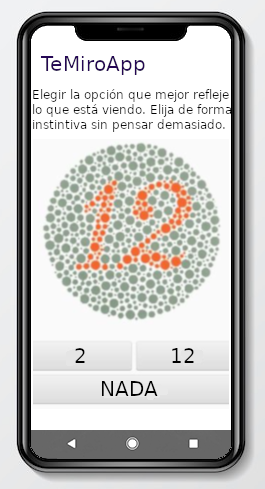 TeMiroApp
Elegir la opción que mejor refleje
lo que está viendo. Elija de forma
instintiva sin pensar demasiado.
12
2 12
NADA